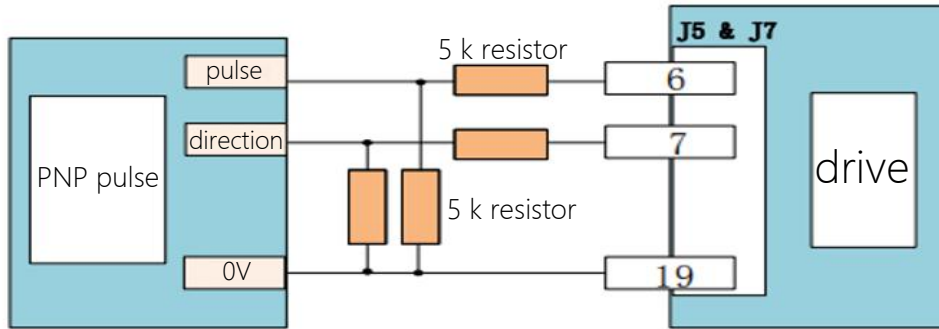 J5 & J7
5 k resistor
pulse
6
direction
7
PNP pulse
drive
5 k resistor
0V
19